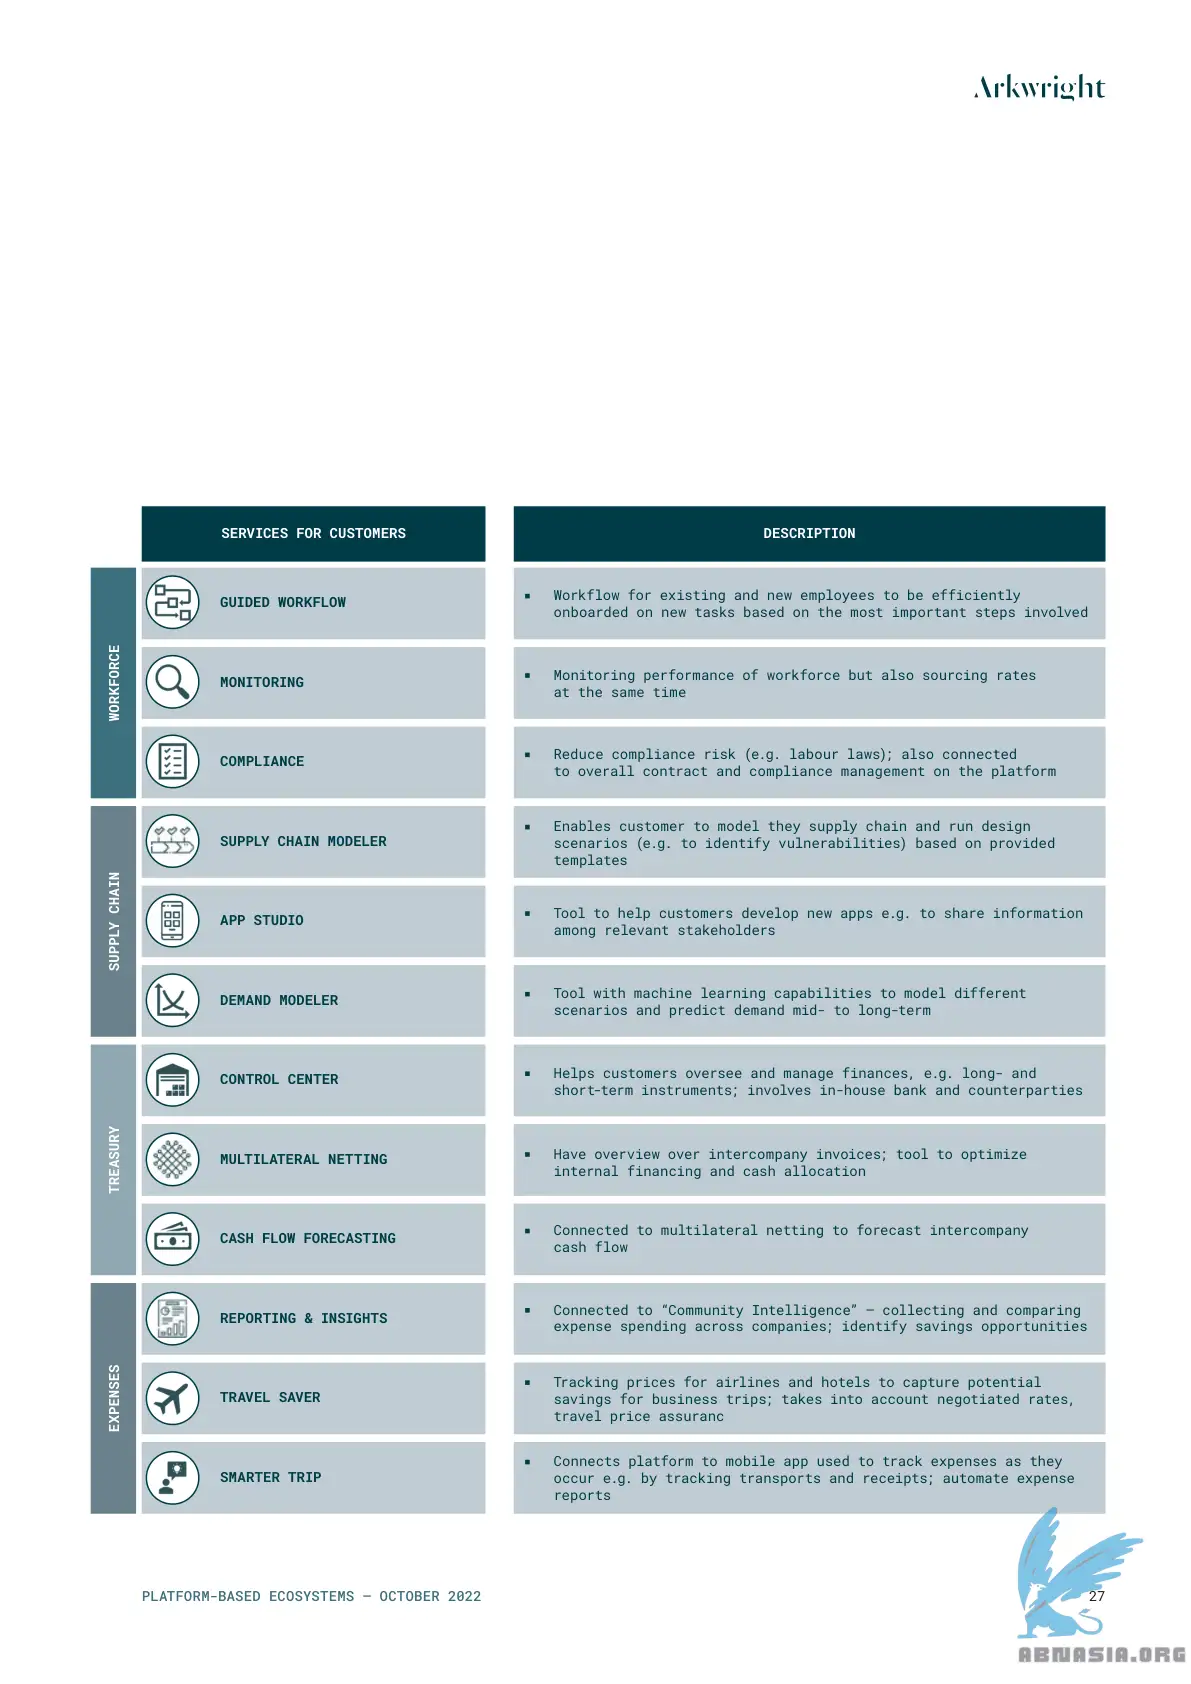 Arkwright
SERVICES FOR CUSTOMERS
DESCRIPTION
WORKFORCE
GUIDED WORKFLOW
▪ Workflow for existing and new employees to be efficiently
onboarded on new tasks based on the most important steps involved
MONITORING
▪ Monitoring performance of workforce but also sourcing rates
at the same time
COMPLIANCE
▪ Reduce compliance risk (e.g. labour laws); also connected
to overall contract and compliance management on the platform
SUPPLY CHAIN
SUPPLY CHAIN MODELER
▪ Enables customer to model they supply chain and run design
scenarios (e.g. to identify vulnerabilities) based on provided
templates
APP STUDIO
▪ Tool to help customers develop new apps e.g. to share information
among relevant stakeholders
DEMAND MODELER
▪ Tool with machine learning capabilities to model different
scenarios and predict demand mid- to long-term
TREASURY
CONTROL CENTER
▪ Helps customers oversee and manage finances, e.g. long- and
short-term instruments; involves in-house bank and counterparties
MULTILATERAL NETTING
▪ Have overview over intercompany invoices; tool to optimize
internal financing and cash allocation
CASH FLOW FORECASTING
▪ Connected to multilateral netting to forecast intercompany
cash flow
EXPENSES
REPORTING & INSIGHTS
▪ Connected to “Community Intelligence” – collecting and comparing
expense spending across companies; identify savings opportunities
TRAVEL SAVER
▪ Tracking prices for airlines and hotels to capture potential
savings for business trips; takes into account negotiated rates,
travel price assuranc
SMARTER TRIP
▪ Connects platform to mobile app used to track expenses as they
occur e.g. by tracking transports and receipts; automate expense
reports
PLATFORM-BASED ECOSYSTEMS – OCTOBER 2022
27
ABNASIA.ORG